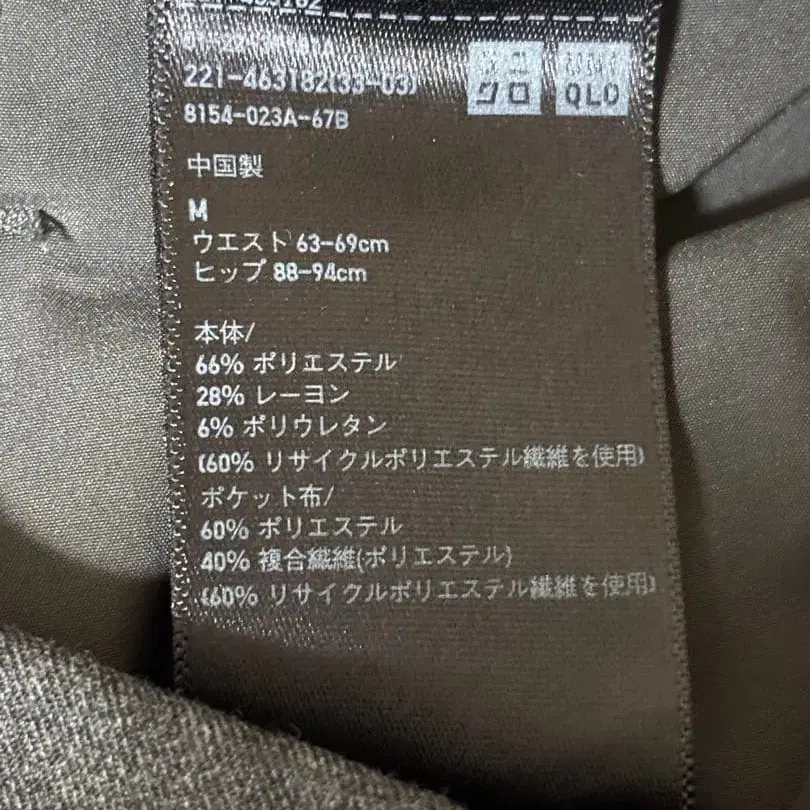 221-463182(33-03)
クロ QLO
8154-023A-67B
中国製
M
ウエスト 63-69cm
ヒップ 88-94cm
本体/
66% ポリエステル
28% レーヨン
6% ポリウレタン
(60% リサイクルポリエステル繊維を使用)
ポケット布/
60% ポリエステル
40% 複合繊維(ポリエステル)
(60% リサイクルポリエステル繊維を使用)